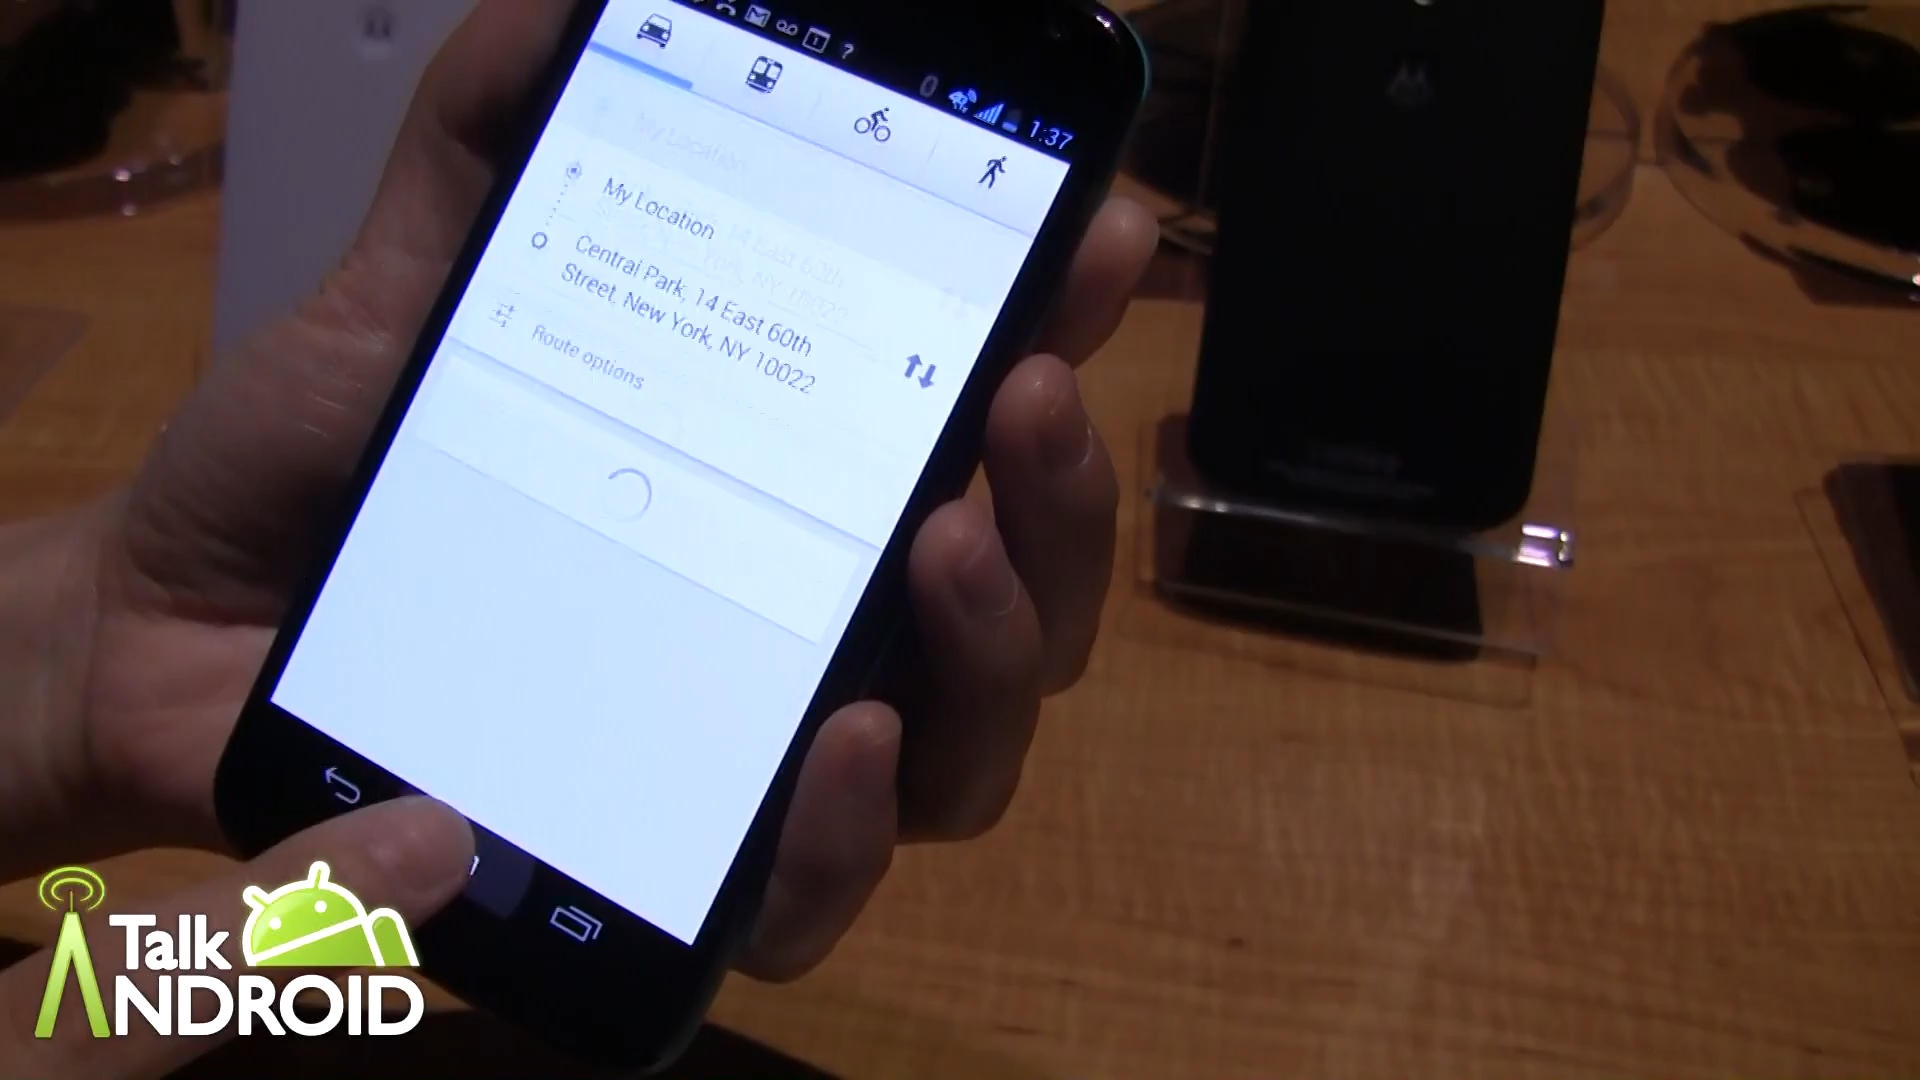 1:37
My Location
Central Park, 14 East 60th
Street, New York, NY 10022
Route options
Talk
ANDROID